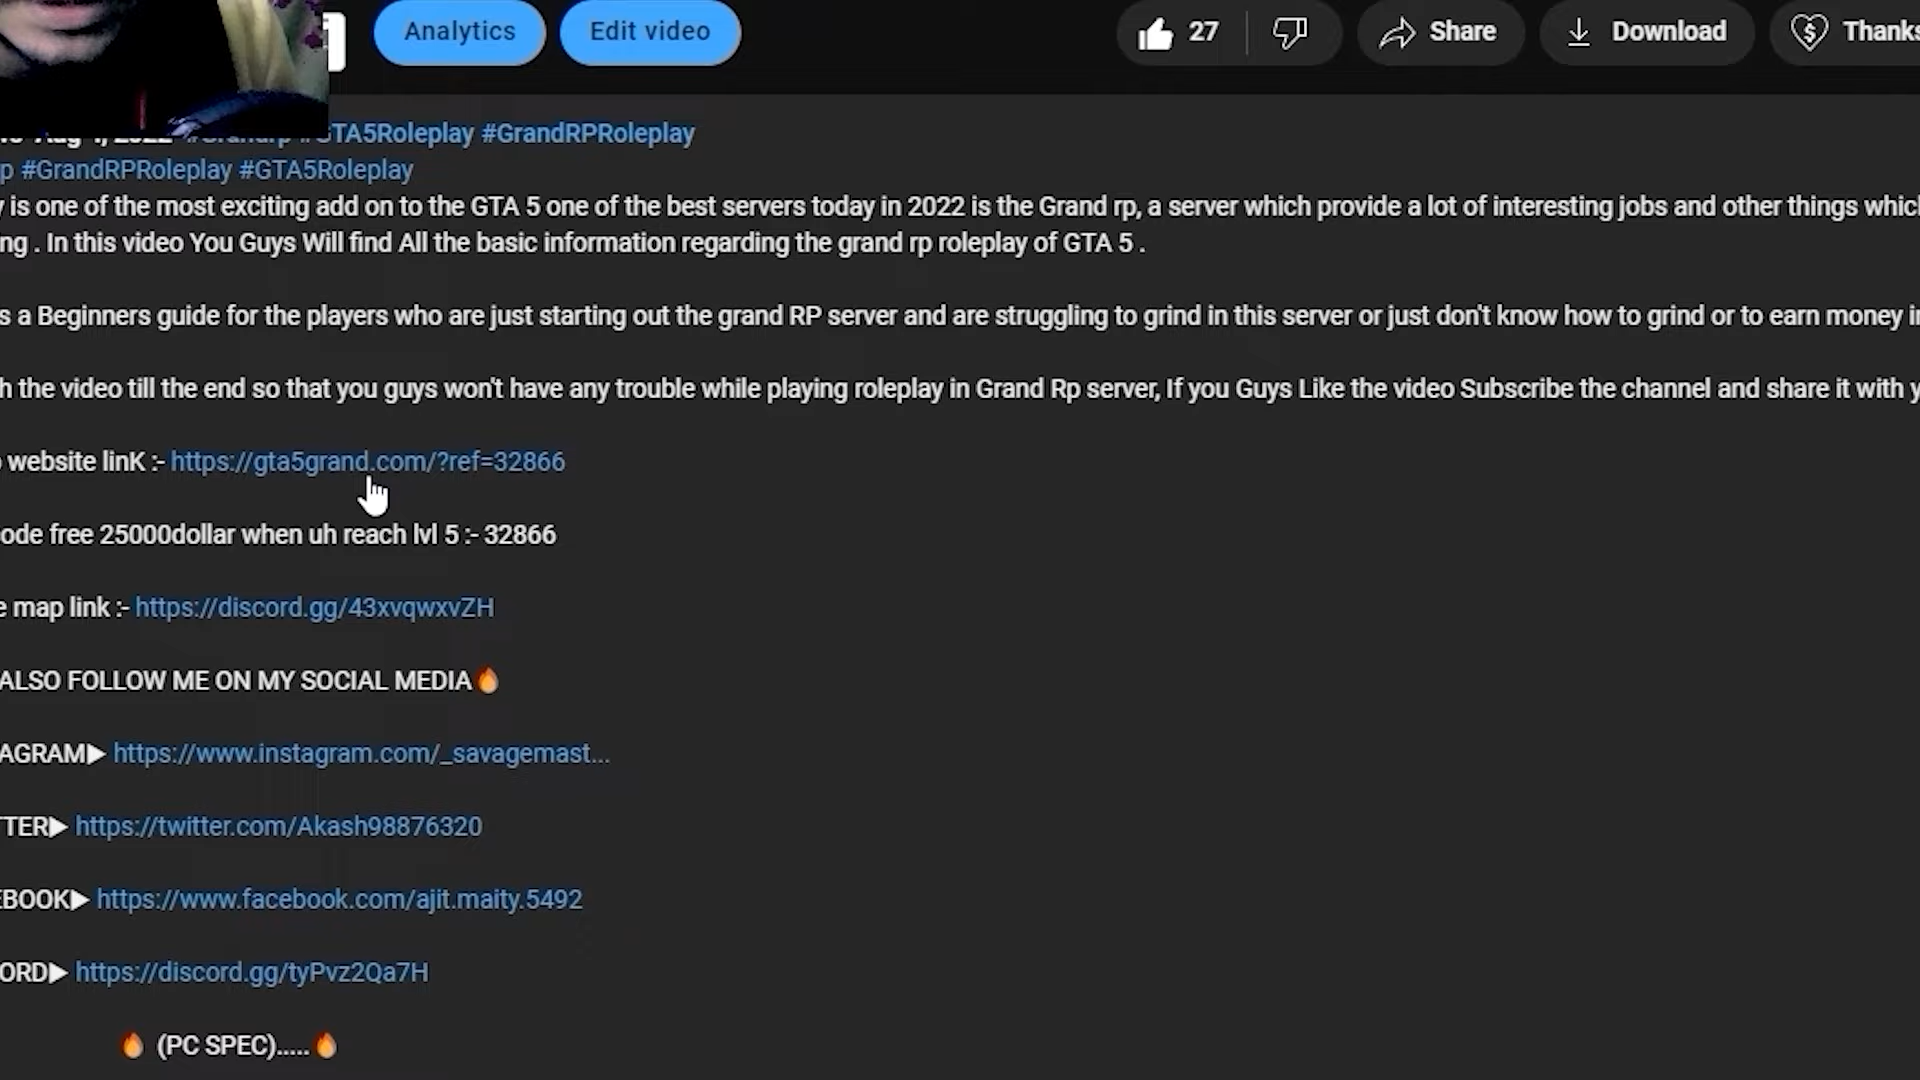 Analytics Edit video 27 Share Download Thanks
#GTA5Roleplay #GrandRPRoleplay
p #GrandRPRoleplay #GTA5Roleplay
y is one of the most exciting add on to the GTA 5 one of the best servers today in 2022 is the Grand rp, a server which provide a lot of interesting jobs and other things which
ng . In this video You Guys Will find All the basic information regarding the grand rp roleplay of GTA 5 .
s a Beginners guide for the players who are just starting out the grand RP server and are struggling to grind in this server or just don't know how to grind or to earn money in
h the video till the end so that you guys won't have any trouble while playing roleplay in Grand Rp server, If you Guys Like the video Subscribe the channel and share it with y
website linK :- https://gta5grand.com/?ref=32866
ode free 25000dollar when uh reach lvl 5 :- 32866
e map link :- https://discord.gg/43xvqwxvZH
ALSO FOLLOW ME ON MY SOCIAL MEDIA🔥
AGRAM▶ https://www.instagram.com/_savagemast...
TTER▶ https://twitter.com/Akash98876320
EBOOK▶ https://www.facebook.com/ajit.maity.5492
ORD▶ https://discord.gg/tyPvz2Qa7H
🔥 (PC SPEC).....🔥